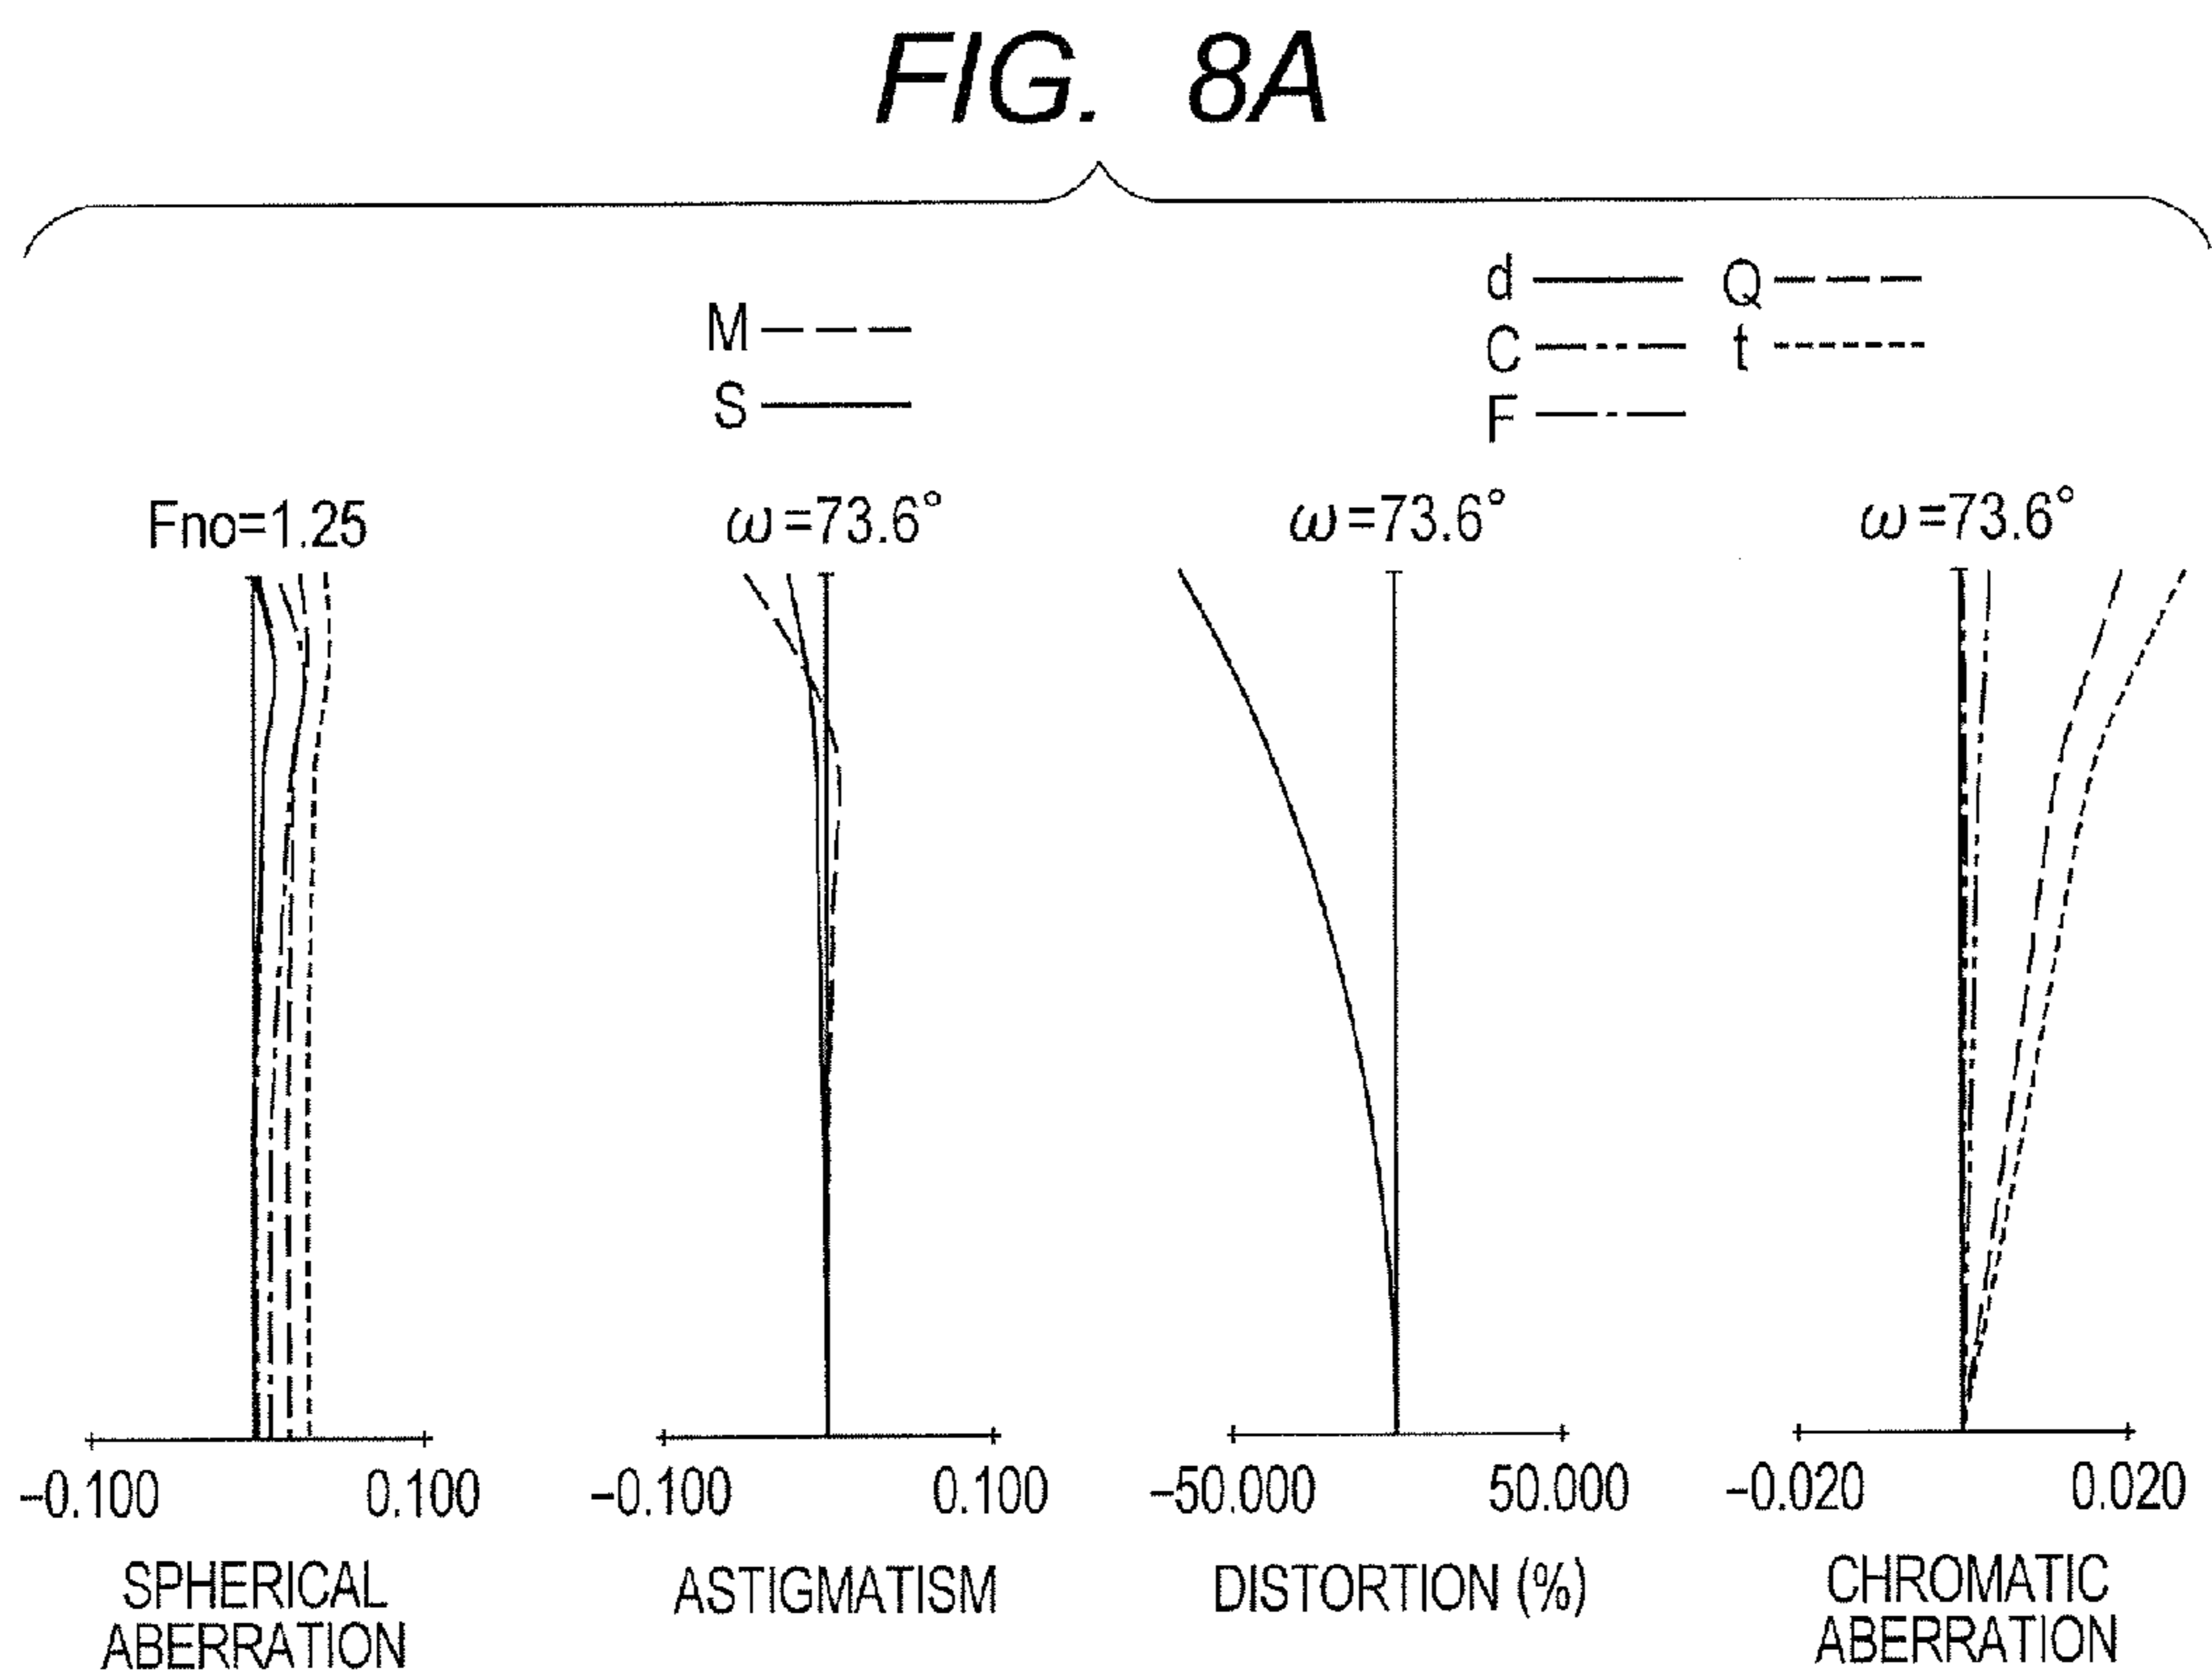 FIG. 8A
M
S
d
Q
C
t
F
Fno=1.25
ω=73.6°
ω=73.6°
ω=73.6°
−0.100
0.100
−0.100
0.100
−50.000
50.000
−0.020
0.020
SPHERICAL
ABERRATION
ASTIGMATISM
DISTORTION (%)
CHROMATIC
ABERRATION